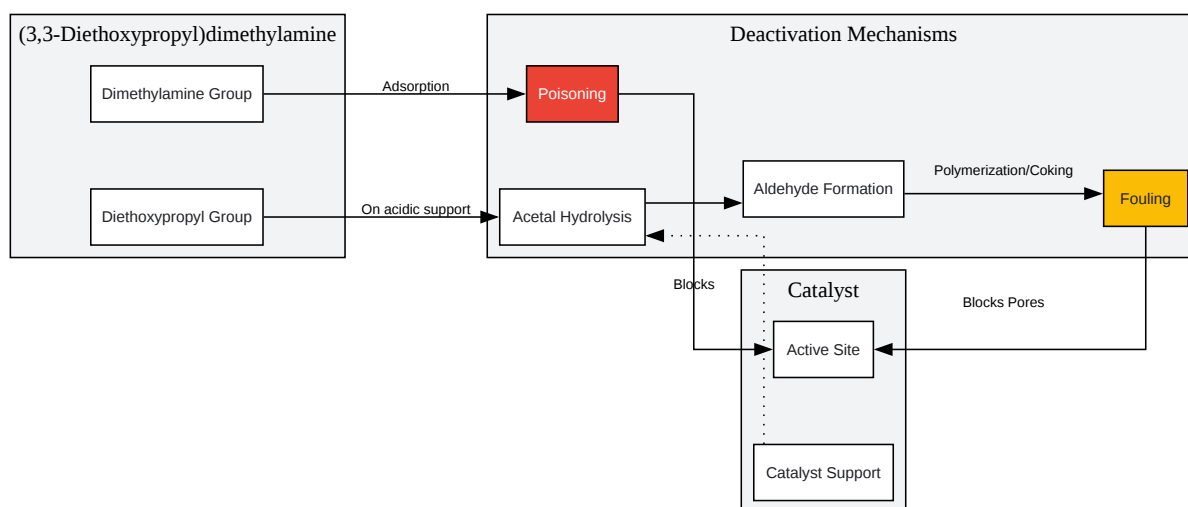 (3,3-Diethoxypropyl)dimethylamine
Deactivation Mechanisms
Dimethylamine Group
Adsorption
Poisoning
Diethoxypropyl Group
On acidic support
Acetal Hydrolysis
Aldehyde Formation
Polymerization/Coking
Fouling
Blocks
Catalyst
Blocks Pores
Active Site
Catalyst Support